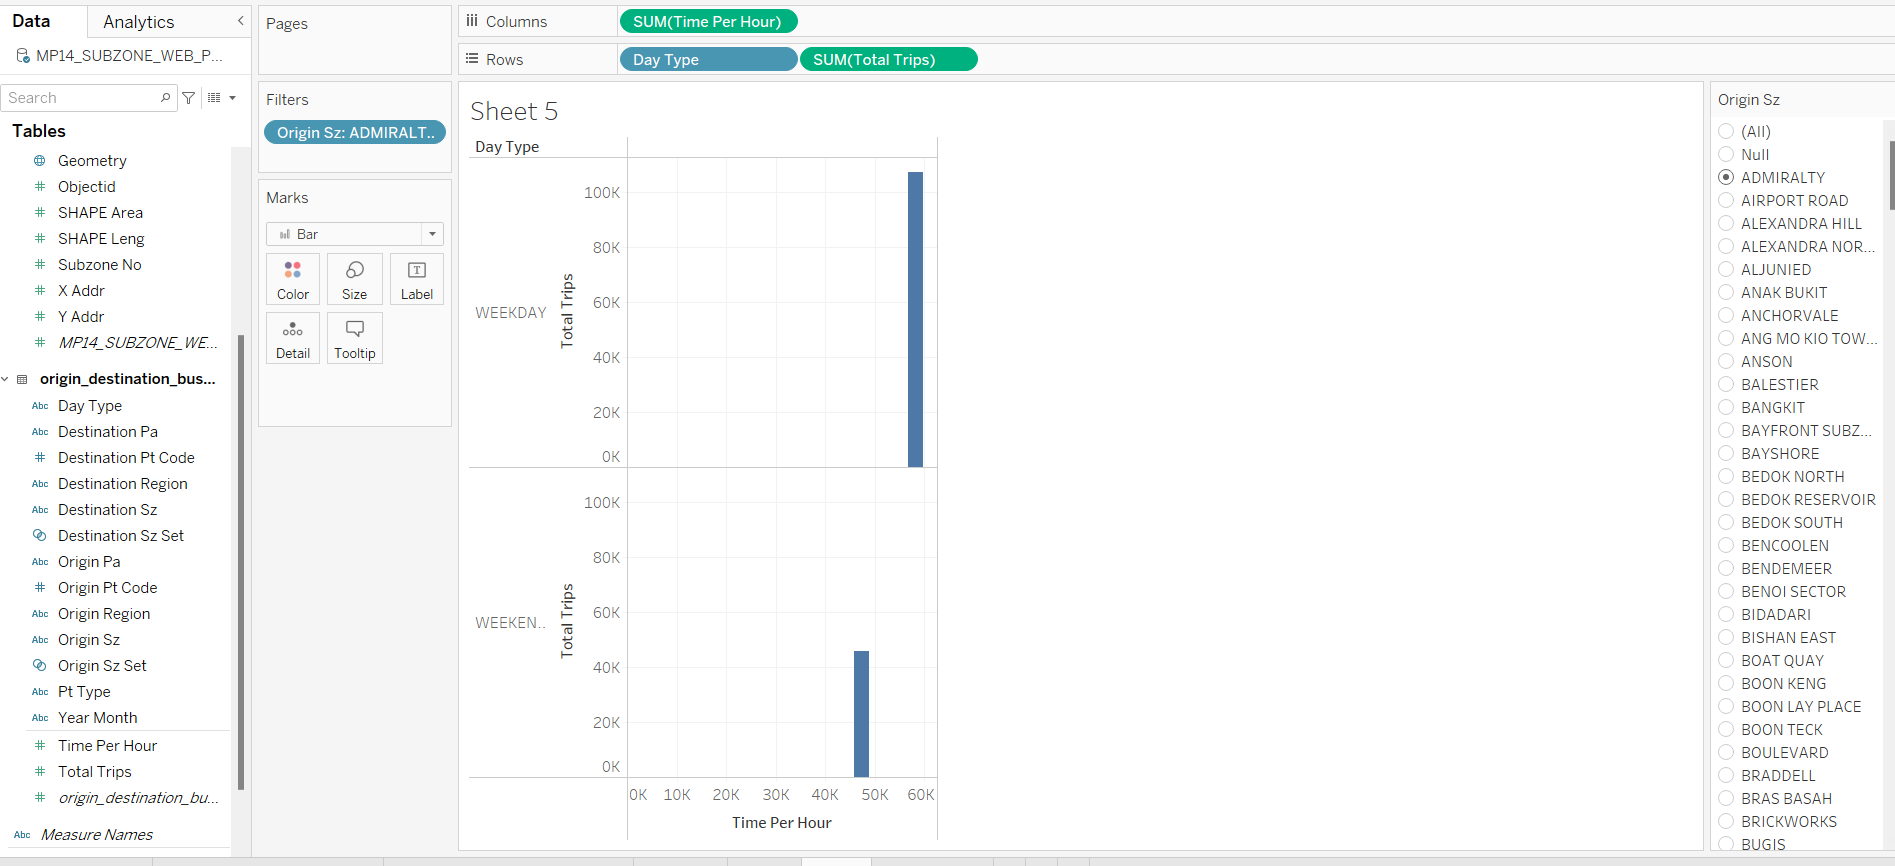 Data
Analytics
MP14_SUBZONE_WEB_P...
Search
Tables
Geometry
Objectid
SHAPE Area
SHAPE Leng
Subzone No
X Addr
Y Addr
MP14_SUBZONE_WE...
origin_destination_bus...
Abc Day Type
Abc Destination Pa
Destination Pt Code
Abc Destination Region
Abc Destination Sz
Destination Sz Set
Abc Origin Pa
Origin Pt Code
Abc Origin Region
Abc Origin Sz
Origin Sz Set
Abc Pt Type
Abc Year Month
Time Per Hour
Total Trips
origin_destination_bu...
Abc Measure Names
Pages
Filters
Origin Sz: ADMIRALT..
Marks
Bar
Color
Size
T
Label
Detail
Tooltip
Columns
SUM(Time Per Hour)
Rows
Day Type
SUM(Total Trips)
Sheet 5
Day Type
WEEKDAY
Total Trips
100K
80K
60K
40K
20K
0K
WEEKEN..
Total Trips
100K
80K
60K
40K
20K
0K
0K 10K 20K 30K 40K 50K 60K
Time Per Hour
Origin Sz
(All)
Null
ADMIRALTY
AIRPORT ROAD
ALEXANDRA HILL
ALEXANDRA NOR...
ALJUNIED
ANAK BUKIT
ANCHORVALE
ANG MO KIO TOW...
ANSON
BALESTIER
BANGKIT
BAYFRONT SUBZ...
BAYSHORE
BEDOK NORTH
BEDOK RESERVOIR
BEDOK SOUTH
BENCOOLEN
BENDEMEER
BENOI SECTOR
BIDADARI
BISHAN EAST
BOAT QUAY
BOON KENG
BOON LAY PLACE
BOON TECK
BOULEVARD
BRADDELL
BRAS BASAH
BRICKWORKS
BUGIS